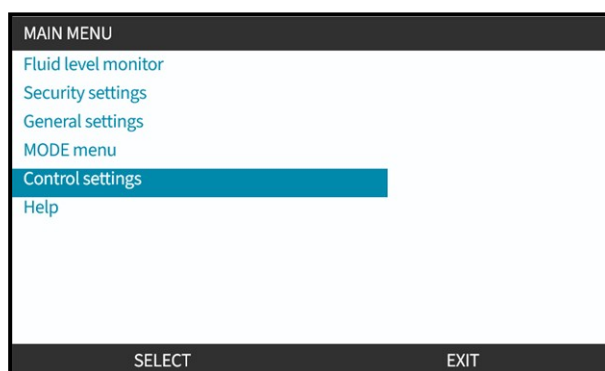 MAIN MENU
Fluid level monitor
Security settings
General settings
MODE menu
Control settings
Help
SELECT EXIT